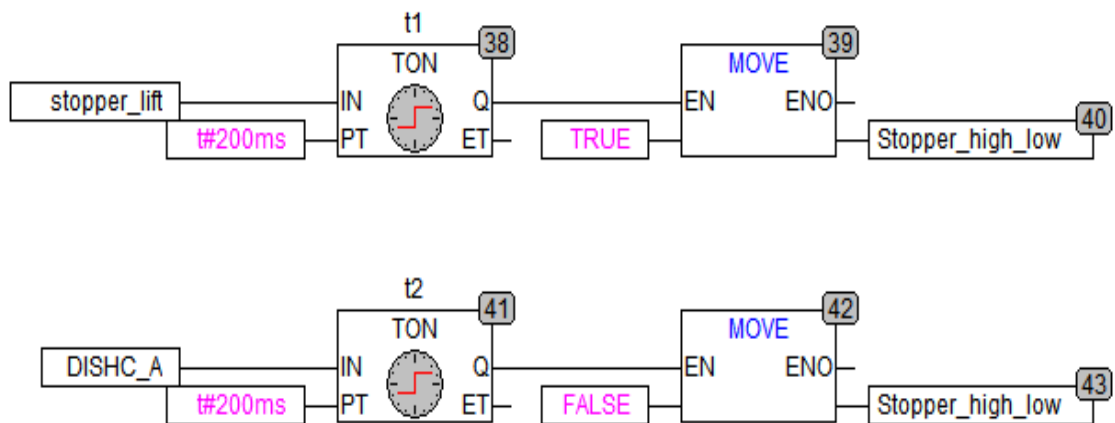 t1
38
39
TON
MOVE
stopper_lift
IN
Q
EN
ENO
40
t#200ms
PT
ET
TRUE
Stopper_high_low
t2
41
42
TON
MOVE
DISHC_A
IN
Q
EN
ENO
43
t#200ms
PT
ET
FALSE
Stopper_high_low